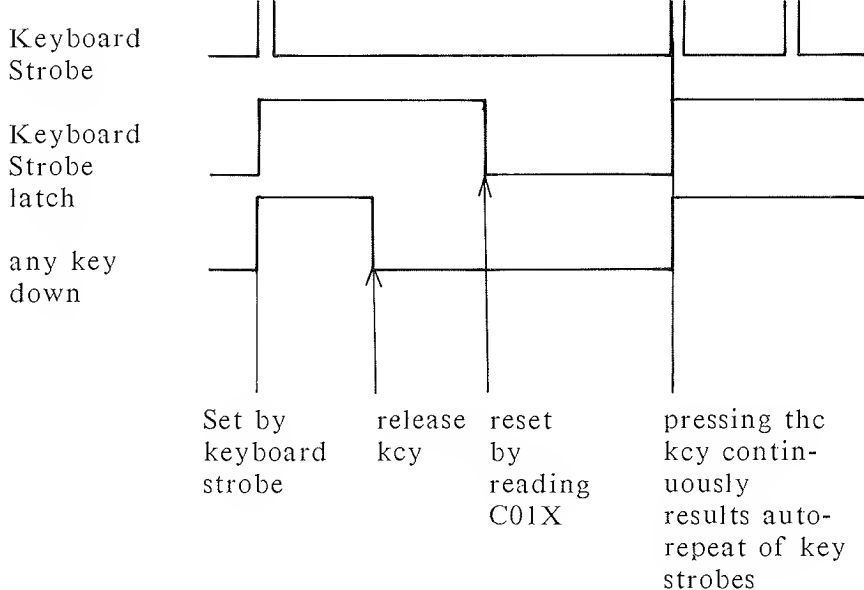 Keyboard
Strobe
Keyboard
Strobe
latch
any key
down
Set by
keyboard
strobe
release
kcy
reset
by
reading
C01X
pressing thc
kcy contin-
uously
results auto-
repeat of key
strobes